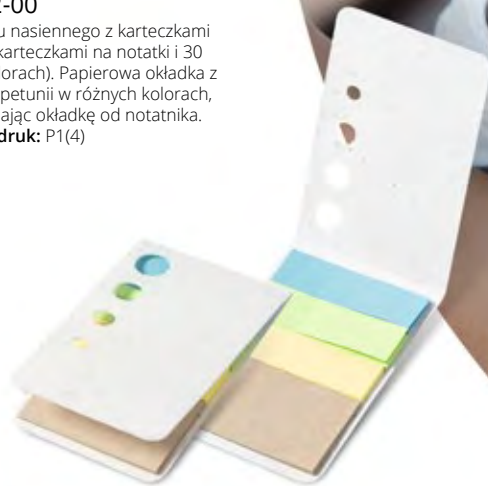 -00
u nasiennego z karteczkami
karteczkami na notatki i 30
orach). Papierowa okładka z
petunii w różnych kolorach,
ając okładkę od notatnika.
druk: P1(4)